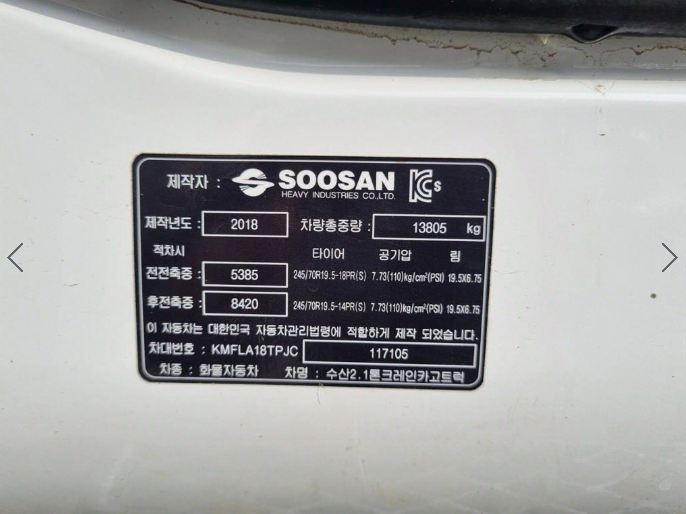 제작자 : SOOSAN KCs
HEAVY INDUSTRIES CO.,LTD.
제작년도 : 2018 차량총중량 : 13805 kg
적차시 타이어 공기압 림
전전축중 : 5385 245/70R19.5-18PR(S) 7.73(110)kg/cm²(PSI) 19.5X6.75
후전축중 : 8420 245/70R19.5-14PR(S) 7.73(110)kg/cm²(PSI) 19.5X6.75
이 자동차는 대한민국 자동차관리법령에 적합하게 제작 되었습니다.
차대번호 : KMFLA18TPJC 117105
차종 : 화물자동차 차명 : 수산2.1톤크레인카고트럭